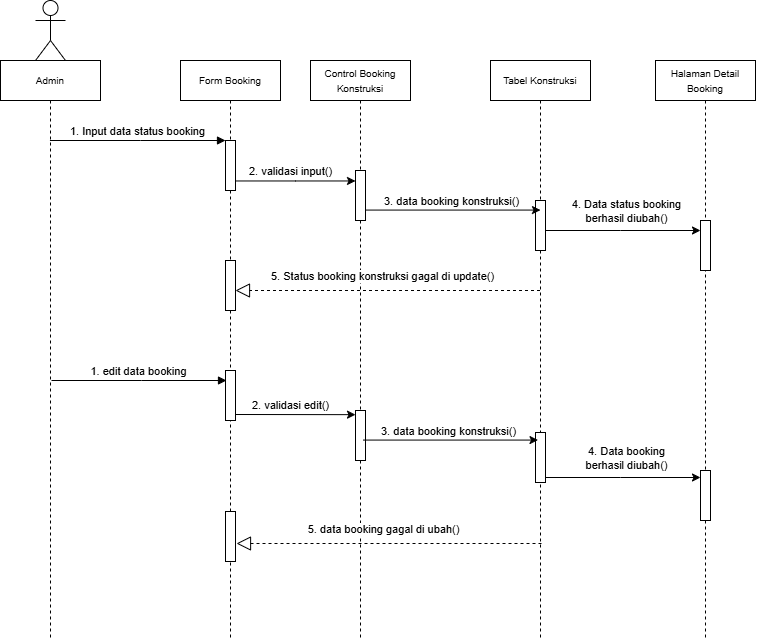 Admin
Form Booking
Control Booking
Konstruksi
Tabel Konstruksi
Halaman Detail
Booking
1. Input data status booking
2. validasi input()
3. data booking konstruksi()
4. Data status booking
berhasil diubah()
5. Status booking konstruksi gagal di update()
1. edit data booking
2. validasi edit()
3. data booking konstruksi()
4. Data booking
berhasil diubah()
5. data booking gagal di ubah()